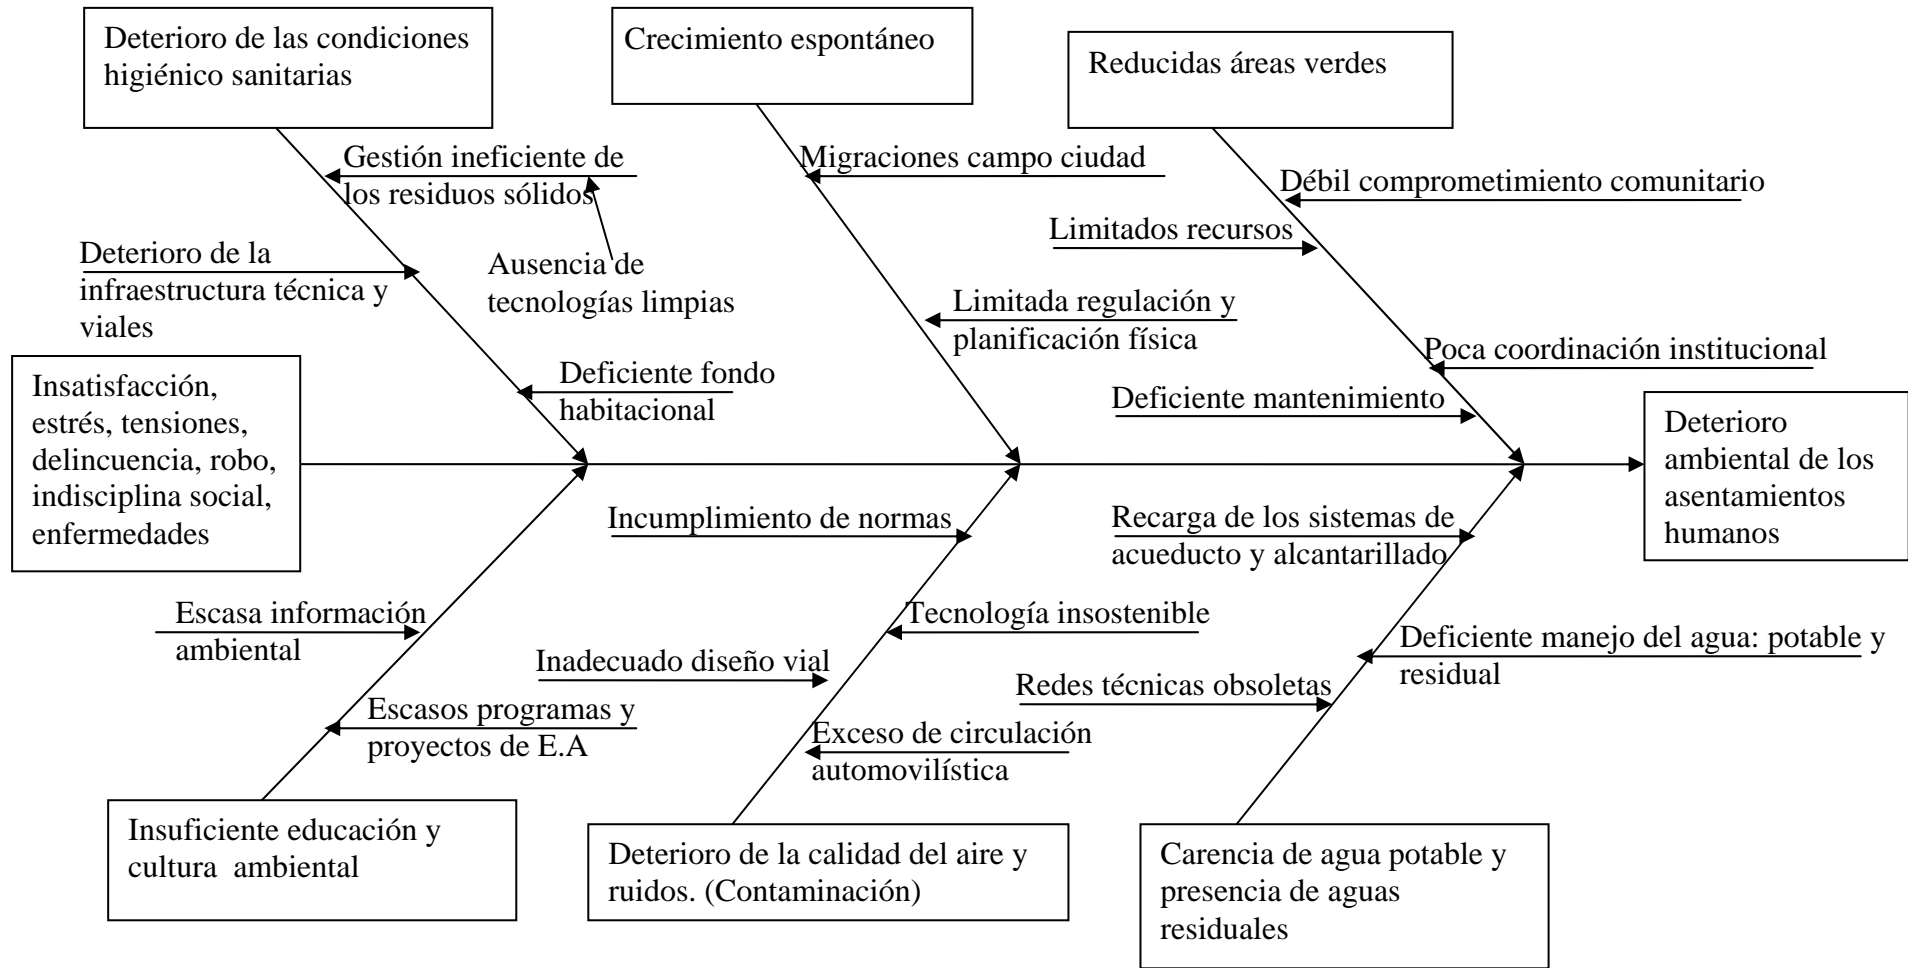 Deterioro de las condiciones
higiénico sanitarias
Crecimiento espontáneo
Reducidas áreas verdes
Gestión ineficiente de
los residuos sólidos
Migraciones campo ciudad
Débil comprometimiento comunitario
Limitados recursos
Deterioro de la
infraestructura técnica y
viales
Ausencia de
tecnologías limpias
Limitada regulación y
planificación física
Poca coordinación institucional
Deficiente fondo
habitacional
Deficiente mantenimiento
Insatisfacción,
estrés, tensiones,
delincuencia, robo,
indisciplina social,
enfermedades
Deterioro
ambiental de los
asentamientos
humanos
Incumplimiento de normas
Recarga de los sistemas de
acueducto y alcantarillado
Escasa información
ambiental
Tecnología insostenible
Deficiente manejo del agua: potable y
residual
Inadecuado diseño vial
Redes técnicas obsoletas
Escasos programas y
proyectos de E.A
Exceso de circulación
automovilística
Insuficiente educación y
cultura  ambiental
Deterioro de la calidad del aire y
ruidos. (Contaminación)
Carencia de agua potable y
presencia de aguas
residuales